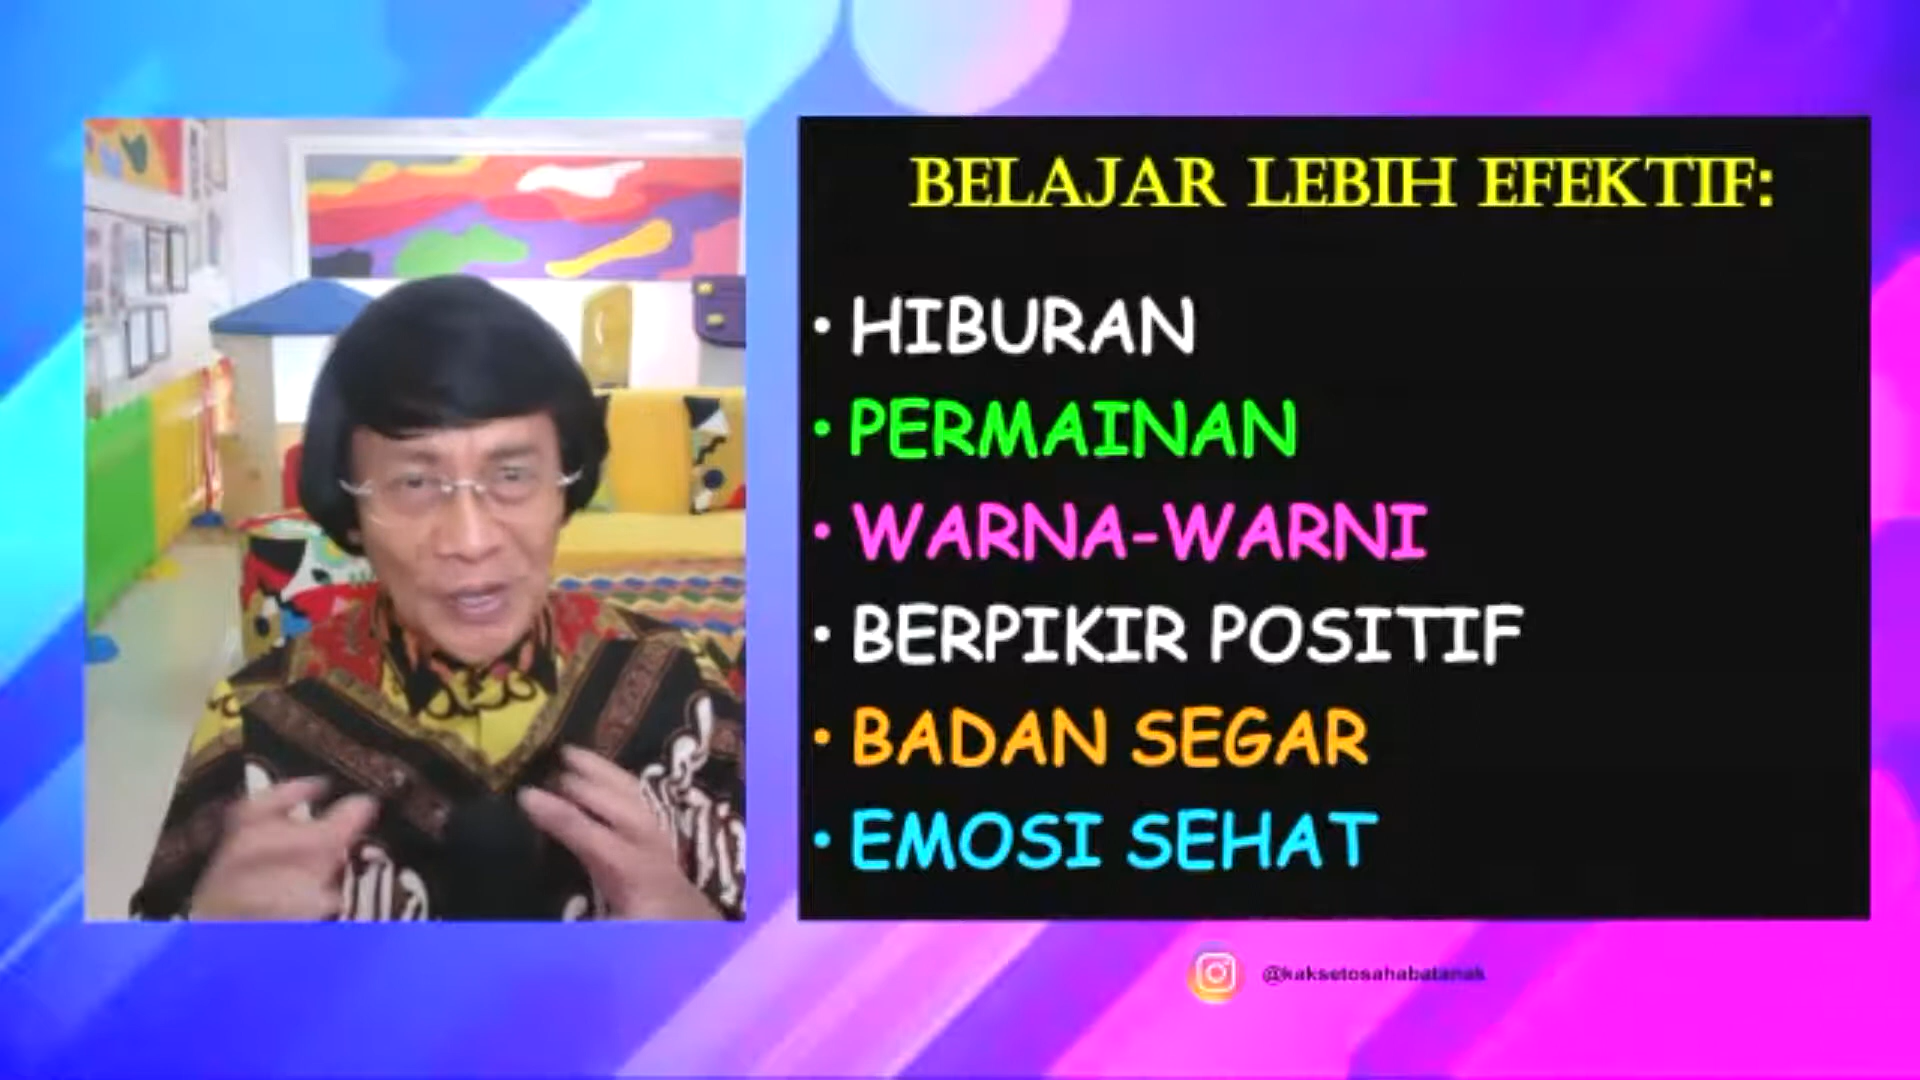 BELAJAR LEBIH EFEKTIF:
• HIBURAN
• PERMAINAN
• WARNA-WARNI
• BERPIKIR POSITIF
• BADAN SEGAR
• EMOSI SEHAT
@kaksetosahabatanak